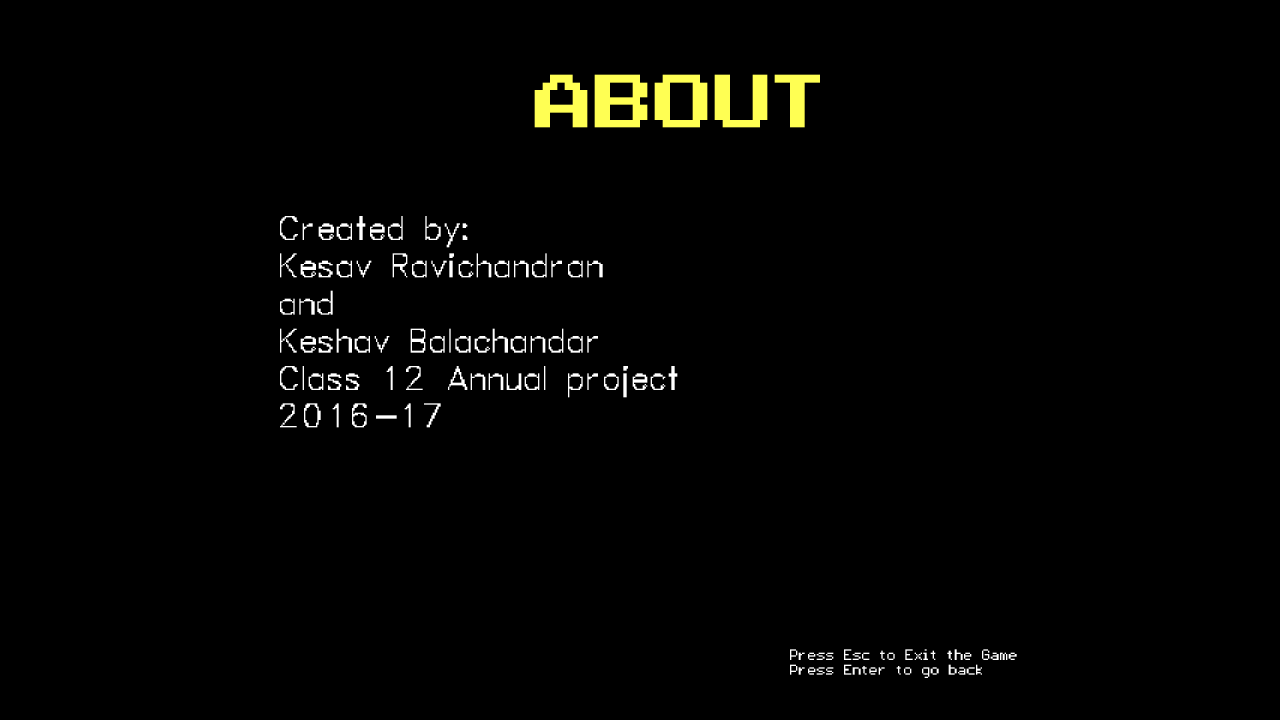 ABOUT
Created by:
Kesav Ravichandran
and
Keshav Balachandar
Class 12 Annual project
2016-17
Press Esc to Exit the Game
Press Enter to go back